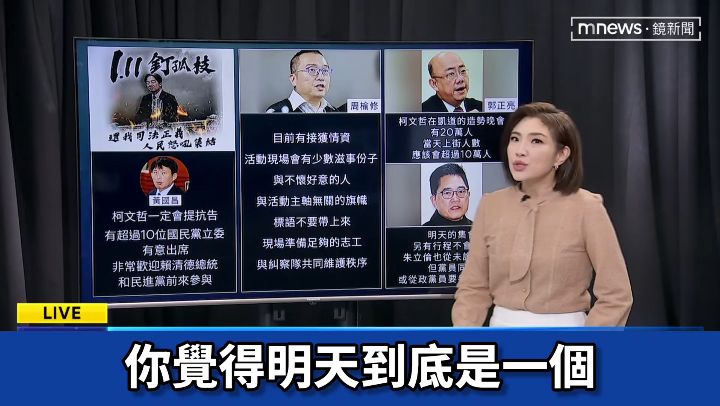 mnews·鏡新聞
1.11釘孤枝
還我司法正義
人民怒吼集結
黃國昌
柯文哲一定會提抗告
有超過10位國民黨立委
有意出席
非常歡迎賴清德總統
和民進黨前來參與
周榆修
目前有接獲情資
活動現場會有少數滋事份子
與不懷好意的人
與活動主軸無關的旗幟
標語不要帶上來
現場準備足夠的志工
與糾察隊共同維護秩序
郭正亮
柯文哲在凱道的造勢晚會
有20萬人
當天上街人數
應該會超過10萬人
明天的集會
另有行程不會
朱立倫也從未
但黨員同
或從政黨員要
LIVE
你覺得明天到底是一個